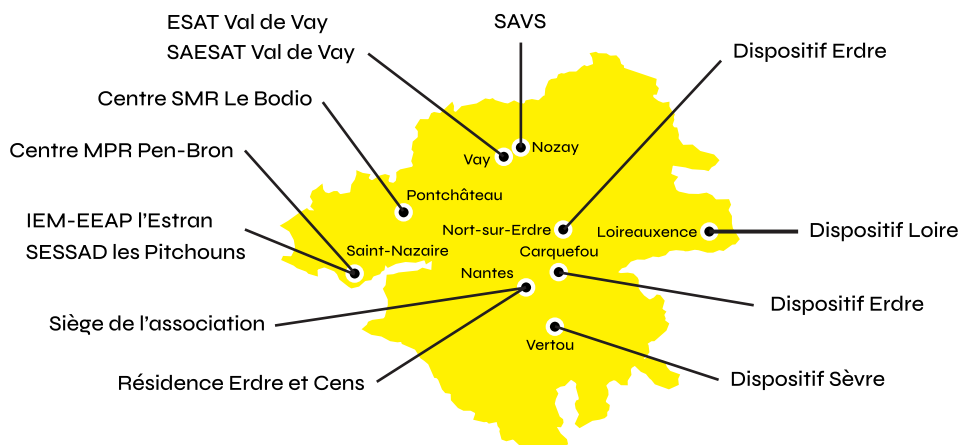 ESAT Val de Vay
SAESAT Val de Vay
SAVS
Dispositif Erdre
Centre SMR Le Bodio
Centre MPR Pen-Bron
Nozay
Vay
Pontchâteau
IEM-EEAP l’Estran
SESSAD les Pitchouns
Nort-sur-Erdre
Loireauxence
Dispositif Loire
Saint-Nazaire
Carquefou
Nantes
Dispositif Erdre
Siège de l’association
Vertou
Résidence Erdre et Cens
Dispositif Sèvre